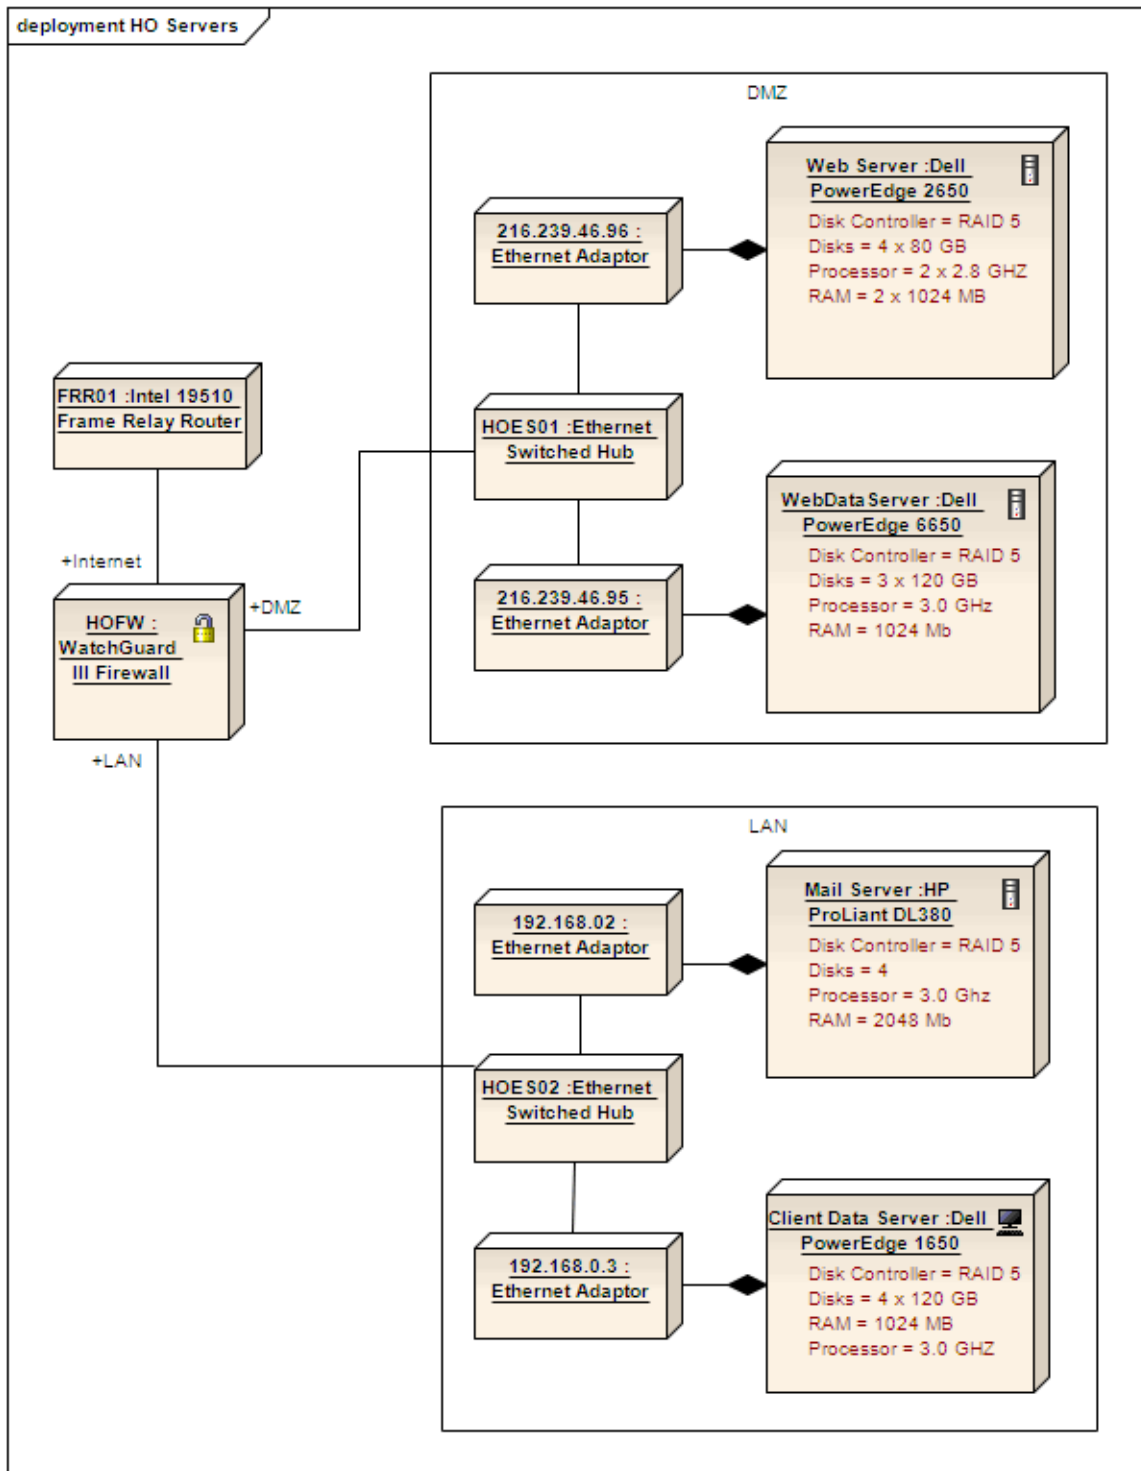 deployment HO Servers
DMZ
Web Server :Dell
PowerEdge 2650
Disk Controller = RAID 5
Disks = 4 x 80 GB
Processor = 2 x 2.8 GHZ
RAM = 2 x 1024 MB
216.239.46.96 :
Ethernet Adaptor
FRR01 :Intel 19510
Frame Relay Router
HOES01 :Ethernet
Switched Hub
WebDataServer :Dell
PowerEdge 6650
Disk Controller = RAID 5
Disks = 3 x 120 GB
Processor = 3.0 GHz
RAM = 1024 Mb
+Internet
216.239.46.95 :
Ethernet Adaptor
+DMZ
HOFW :
WatchGuard
III Firewall
+LAN
LAN
Mail Server :HP
ProLiant DL380
Disk Controller = RAID 5
Disks = 4
Processor = 3.0 Ghz
RAM = 2048 Mb
192.168.02 :
Ethernet Adaptor
HOES02 :Ethernet
Switched Hub
Client Data Server :Dell
PowerEdge 1650
Disk Controller = RAID 5
Disks = 4 x 120 GB
RAM = 1024 MB
Processor = 3.0 GHZ
192.168.0.3 :
Ethernet Adaptor